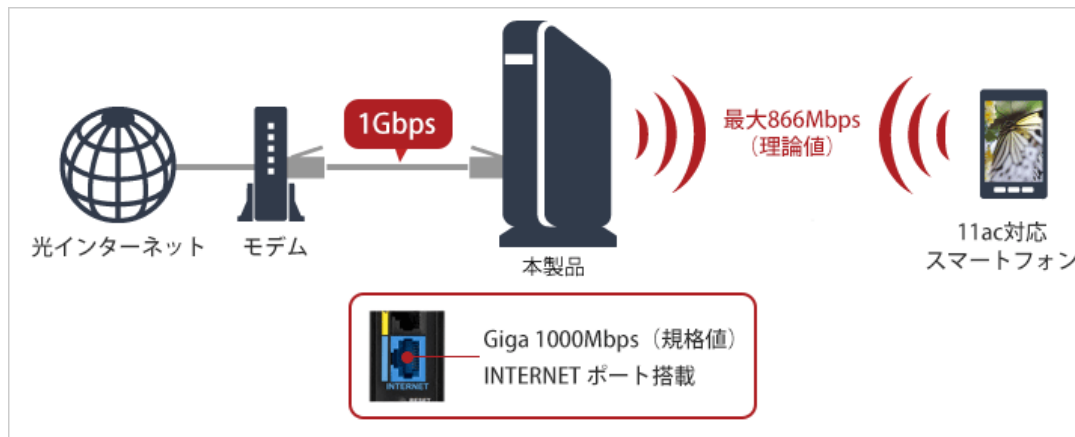 1Gbps
最大866Mbps
（理論値）
光インターネット
モデム
本製品
11ac対応
スマートフォン
Giga 1000Mbps（規格値）
INTERNET ポート搭載
INTERNET
RESET